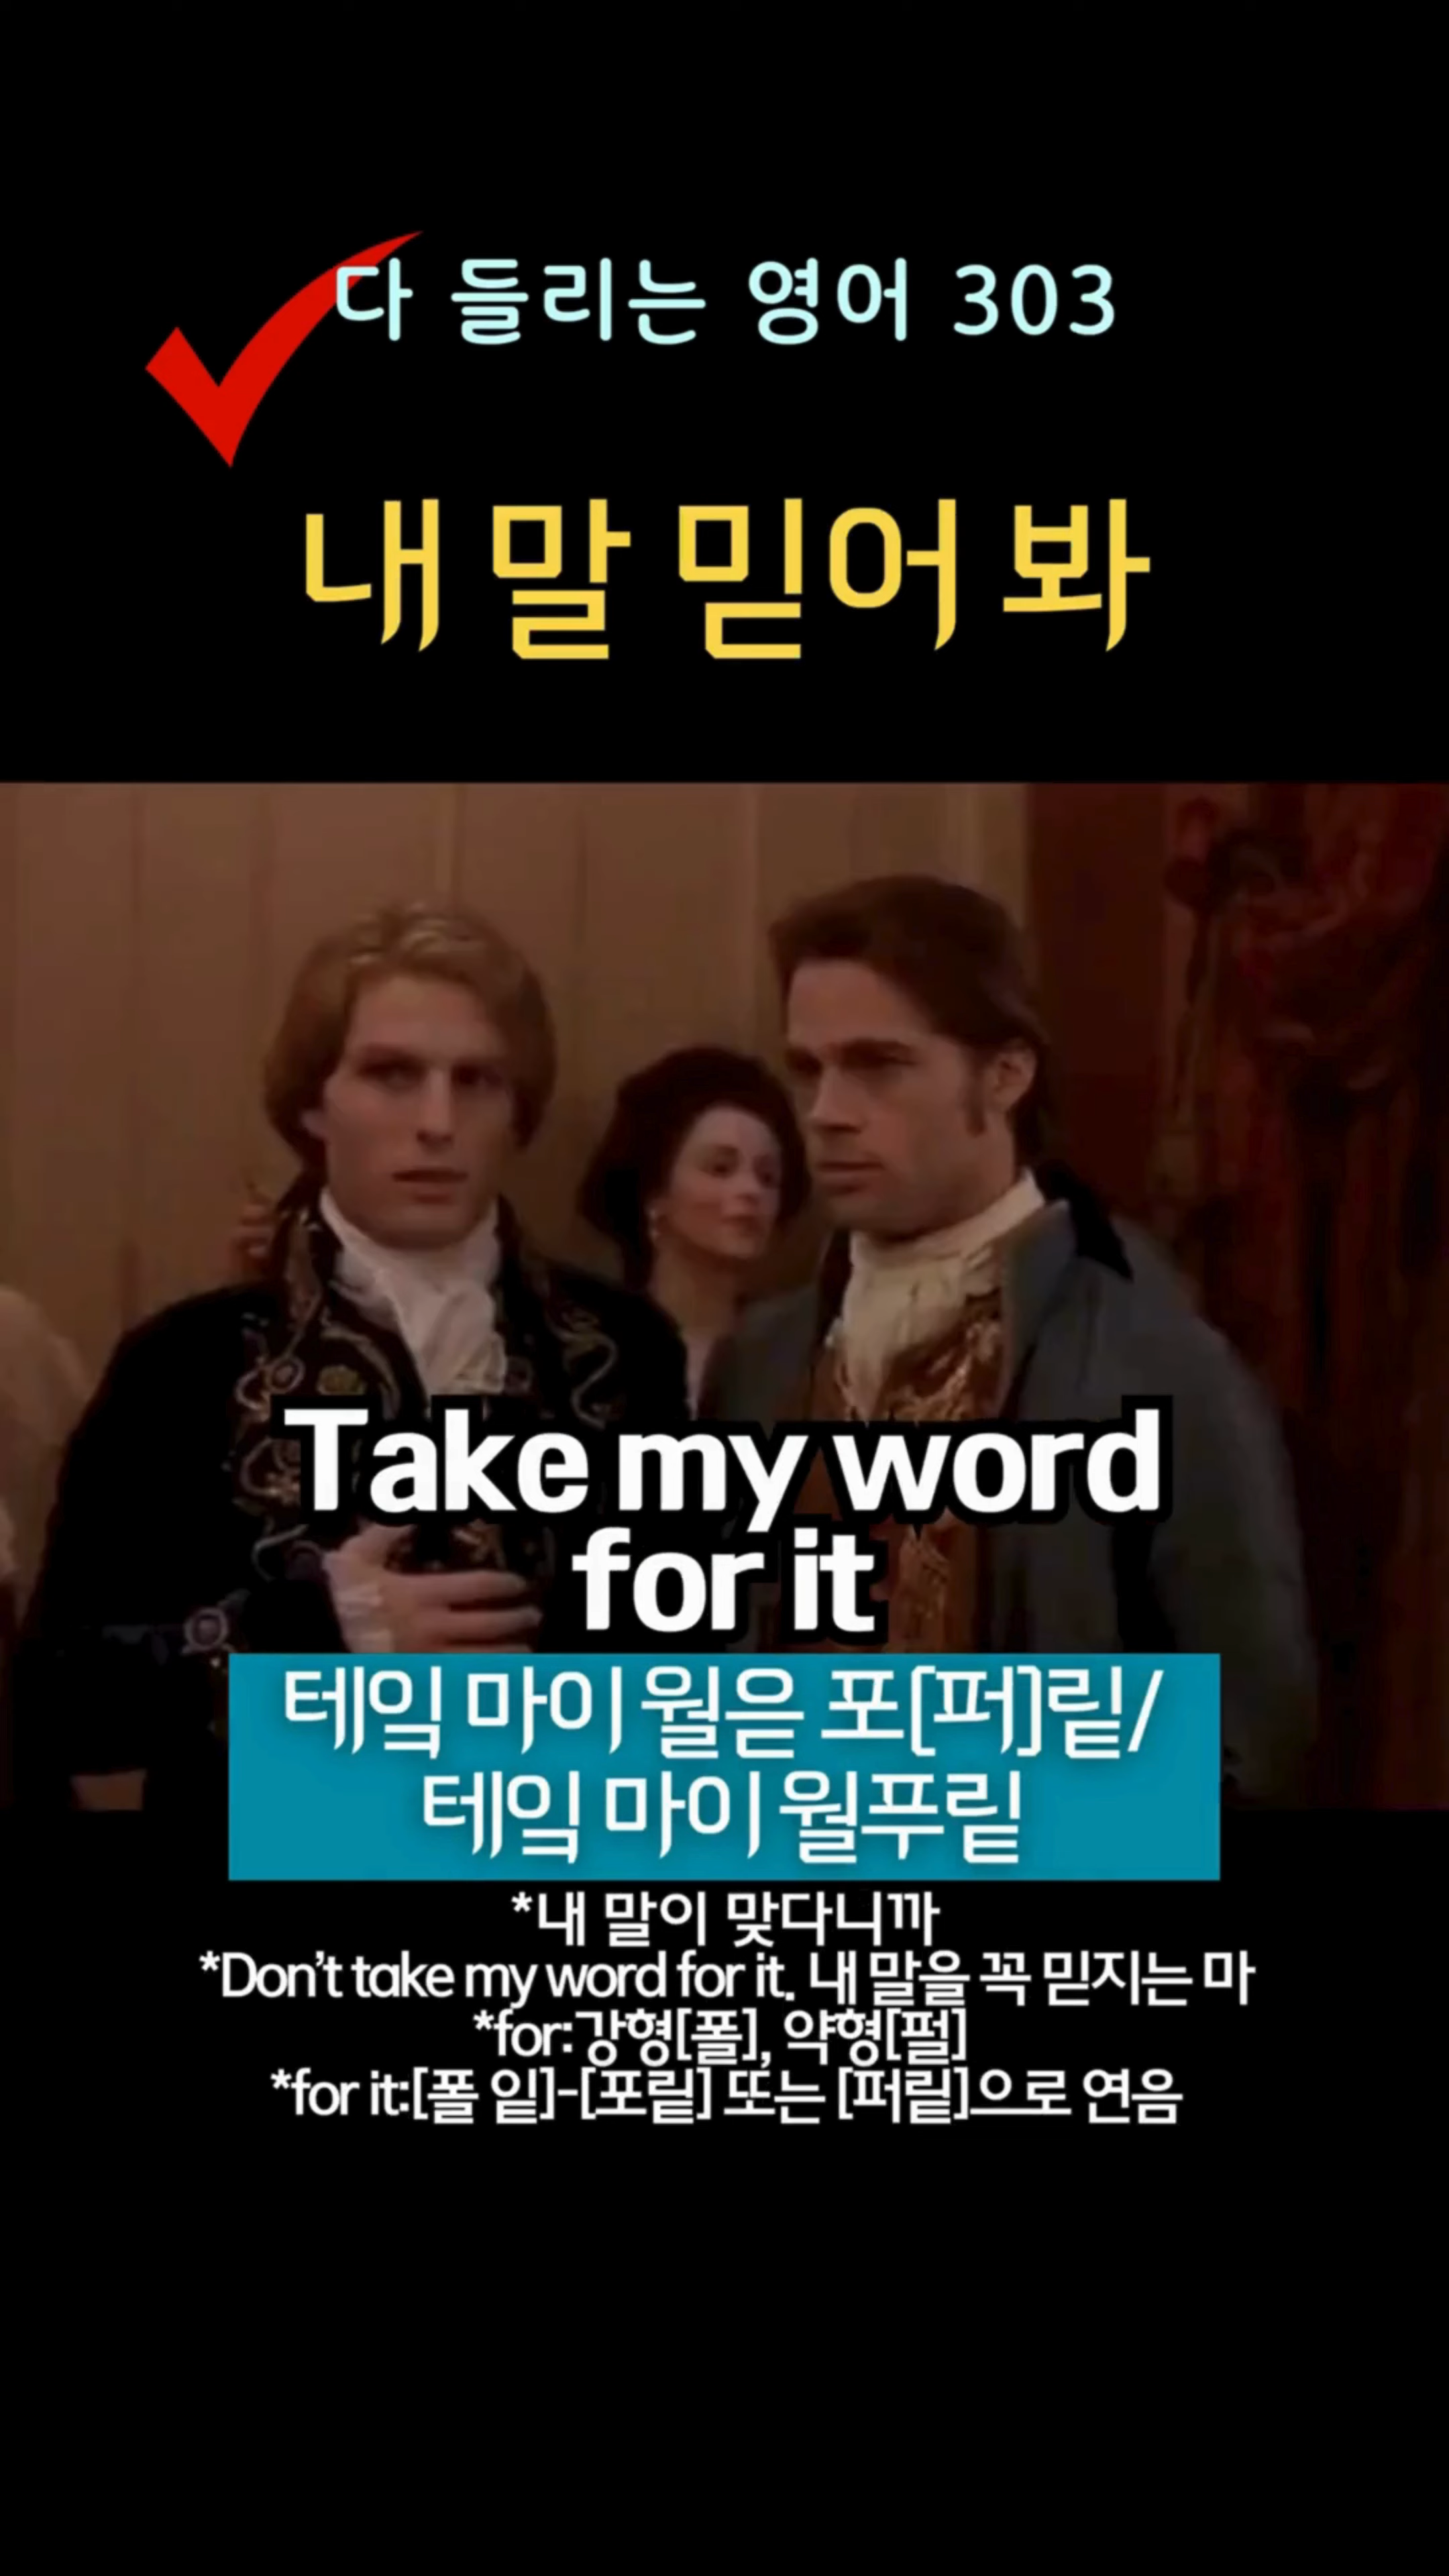 다 들리는 영어 303
내 말 믿어 봐
Take my word
for it
테잌 마이 월읃 포[퍼]맅/
테잌 마이 월푸맅
*내 말이 맞다니까
*Don't take my word for it. 내 말을 꼭 믿지는 마
*for:강형[폴], 약형[펄]
*for it:[폴 잍]-[포맅] 또는 [퍼맅]으로 연음